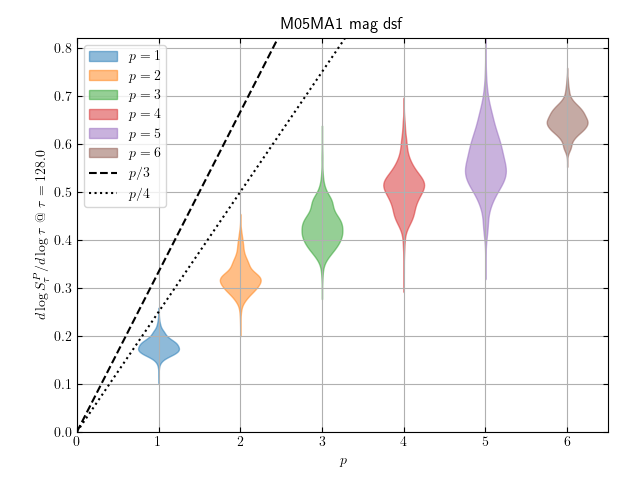 M05MA1 mag dsf
0.8
0.7
0.6
0.5
0.4
0.3
0.2
0.1
0.0
d log S_τ^P / d log τ @ τ = 128.0
p = 1
p = 2
p = 3
p = 4
p = 5
p = 6
p/3
p/4
0 1 2 3 4 5 6
p